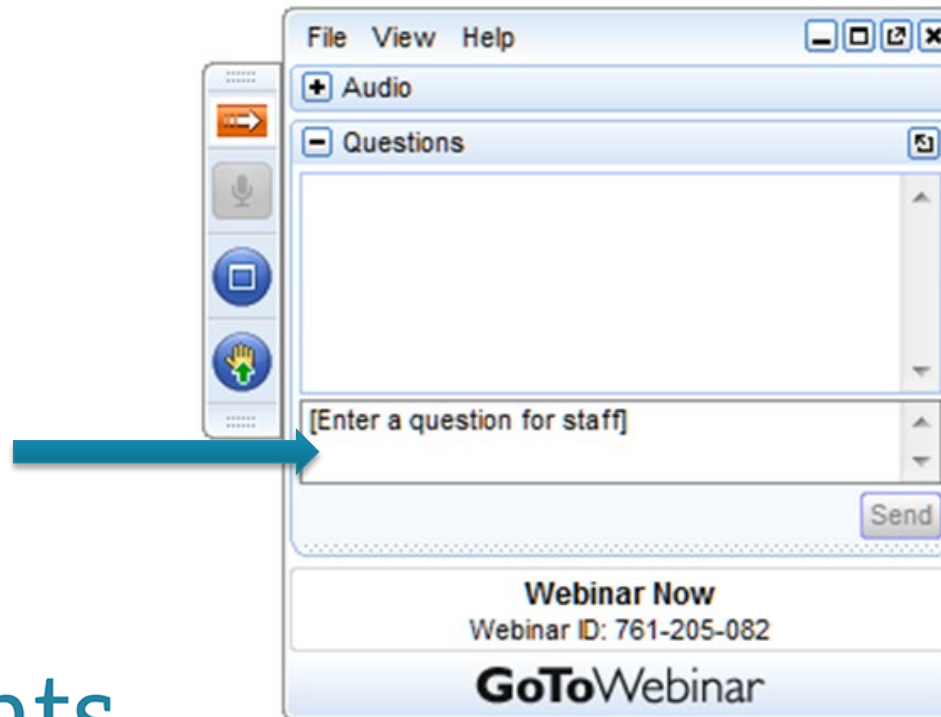 File View Help
Audio
Questions
[Enter a question for staff]
Send
Webinar Now
Webinar ID: 761-205-082
GoToWebinar